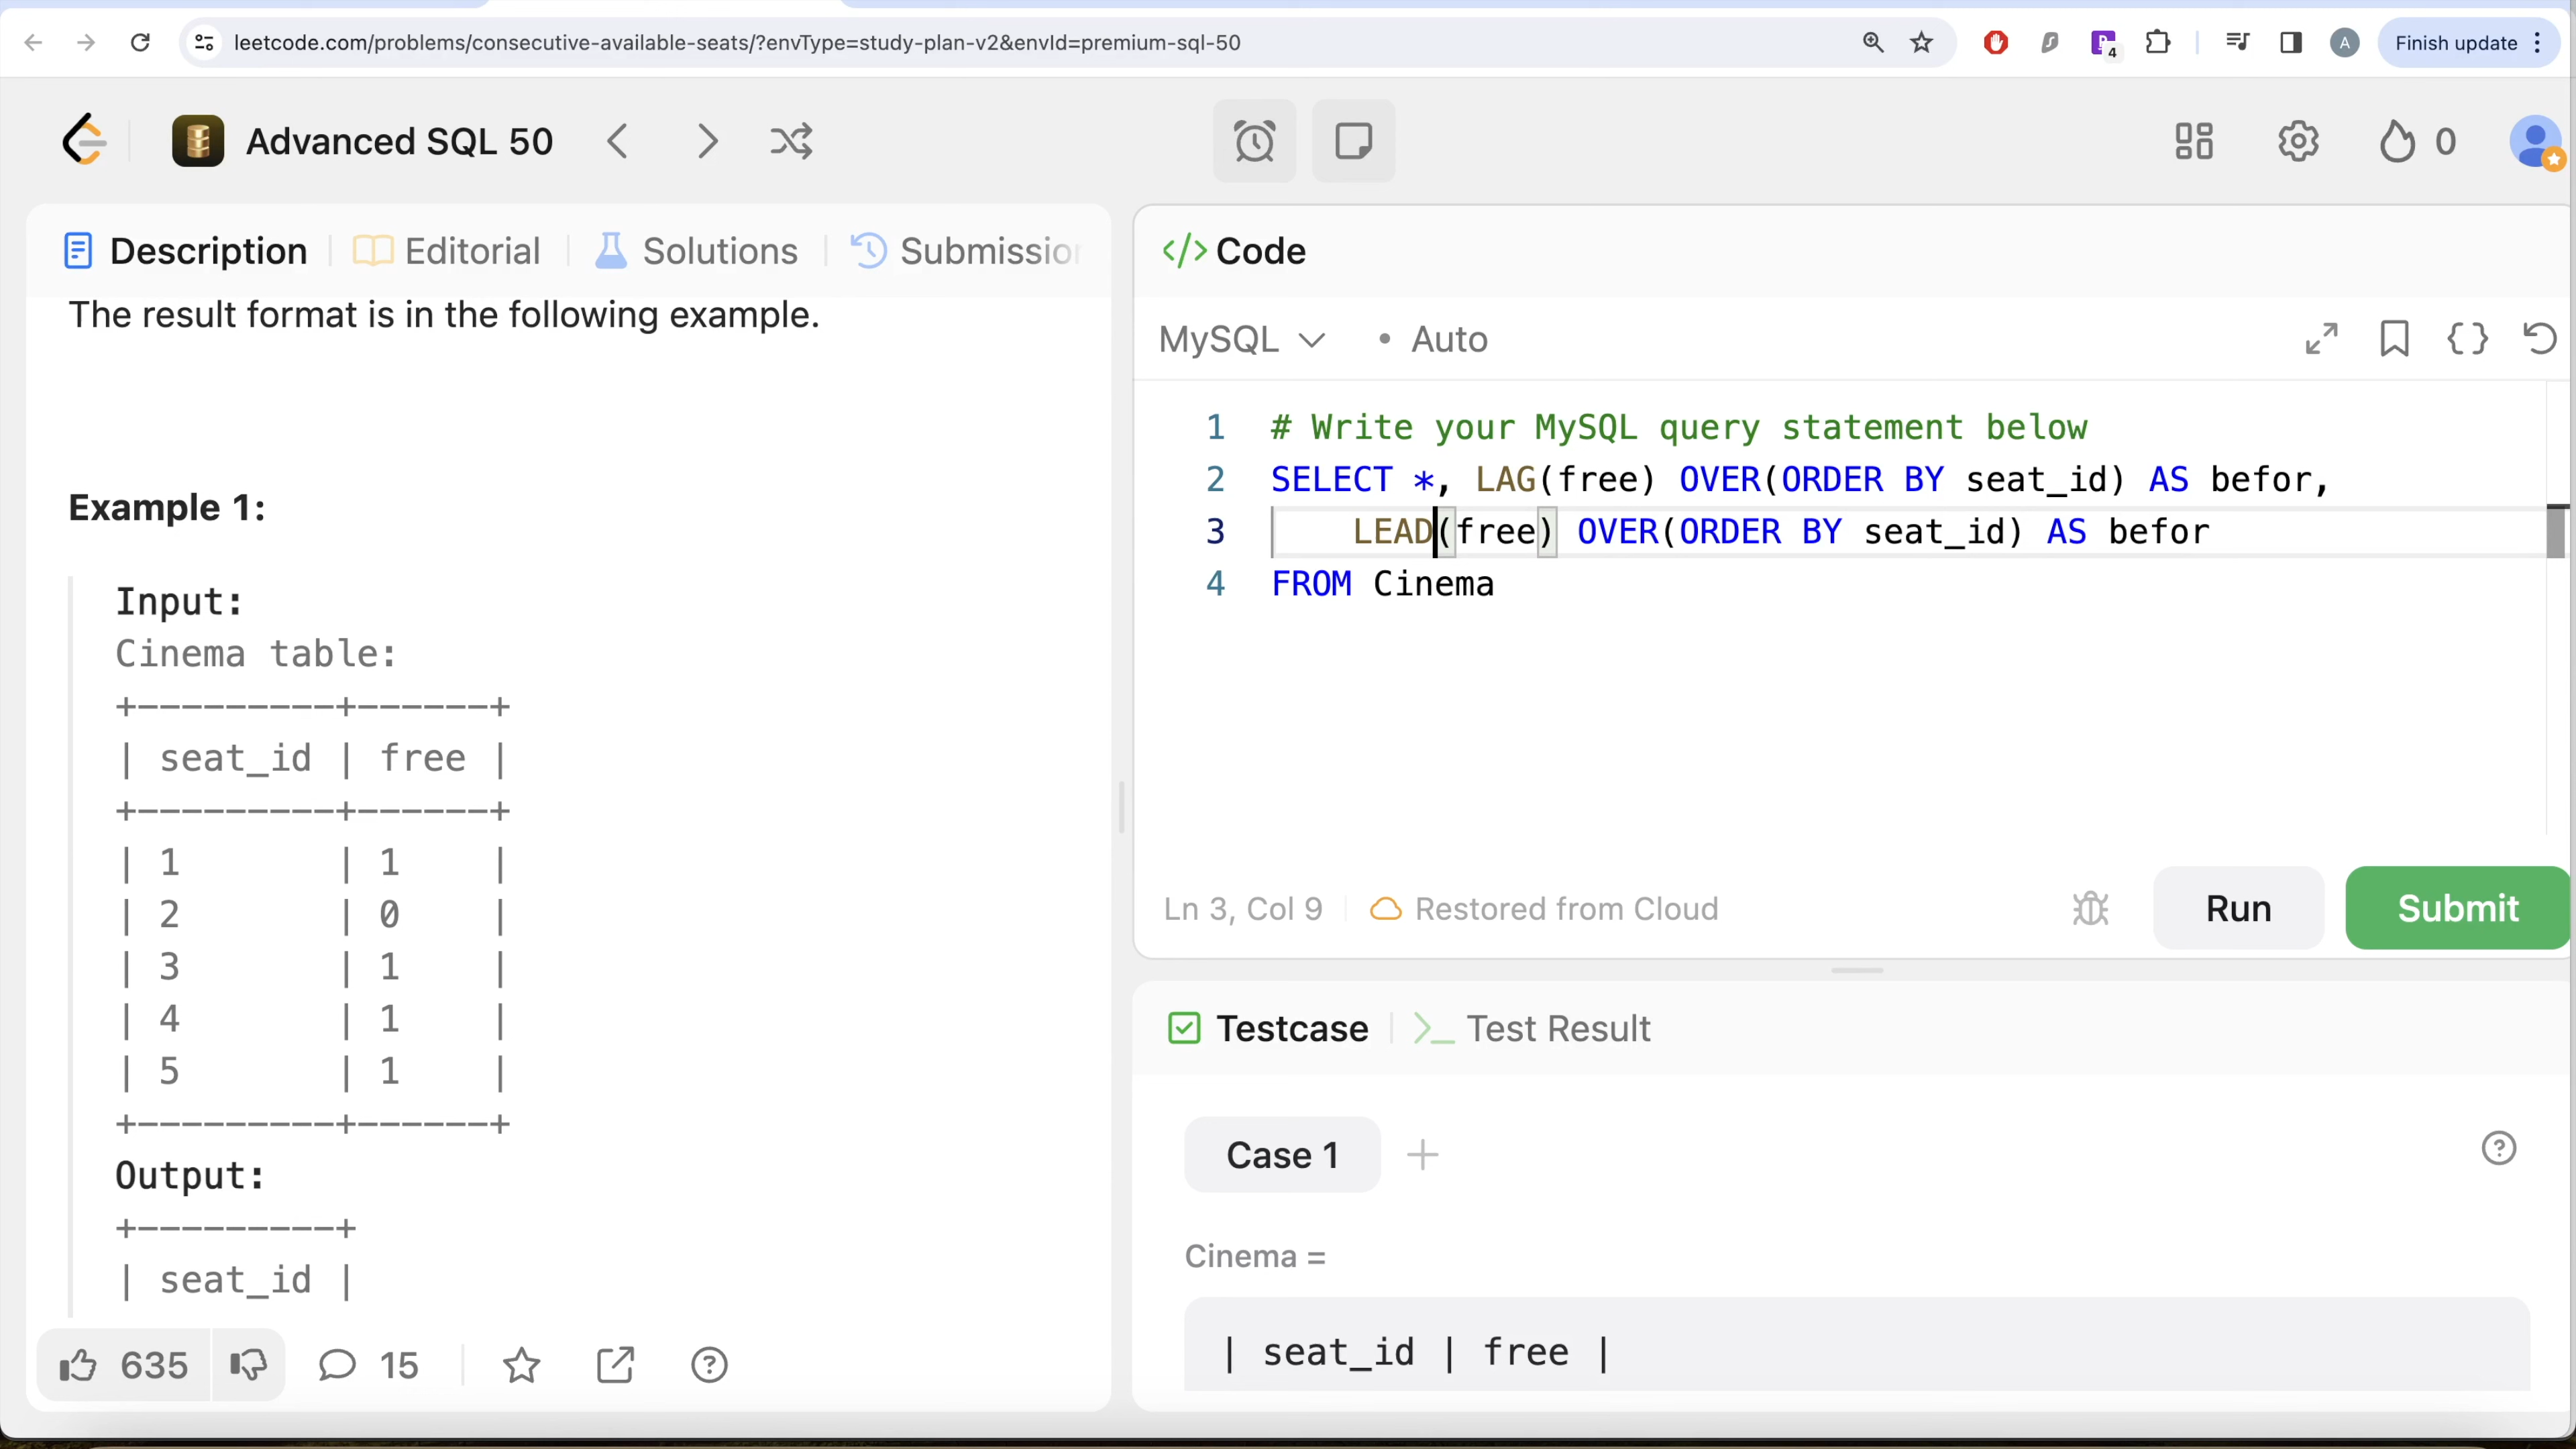 leetcode.com/problems/consecutive-available-seats/?envType=study-plan-v2&envId=premium-sql-50
4
A
Finish update
Advanced SQL 50
0
Description
Editorial
Solutions
The result format is in the following example.
Example 1:
Input:
Cinema table:
+---------+------+
| seat_id | free |
+---------+------+
| 1 | 1 |
| 2 | 0 |
| 3 | 1 |
| 4 | 1 |
| 5 | 1 |
+---------+------+
Output:
+---------+
| seat_id |
635
15
</> Code
MySQL
• Auto
1 # Write your MySQL query statement below
2 SELECT *, LAG(free) OVER(ORDER BY seat_id) AS befor,
3 LEAD(free) OVER(ORDER BY seat_id) AS befor
4 FROM Cinema
Ln 3, Col 9
Restored from Cloud
Run
Submit
Testcase
>_ Test Result
Case 1
Cinema =
| seat_id | free |